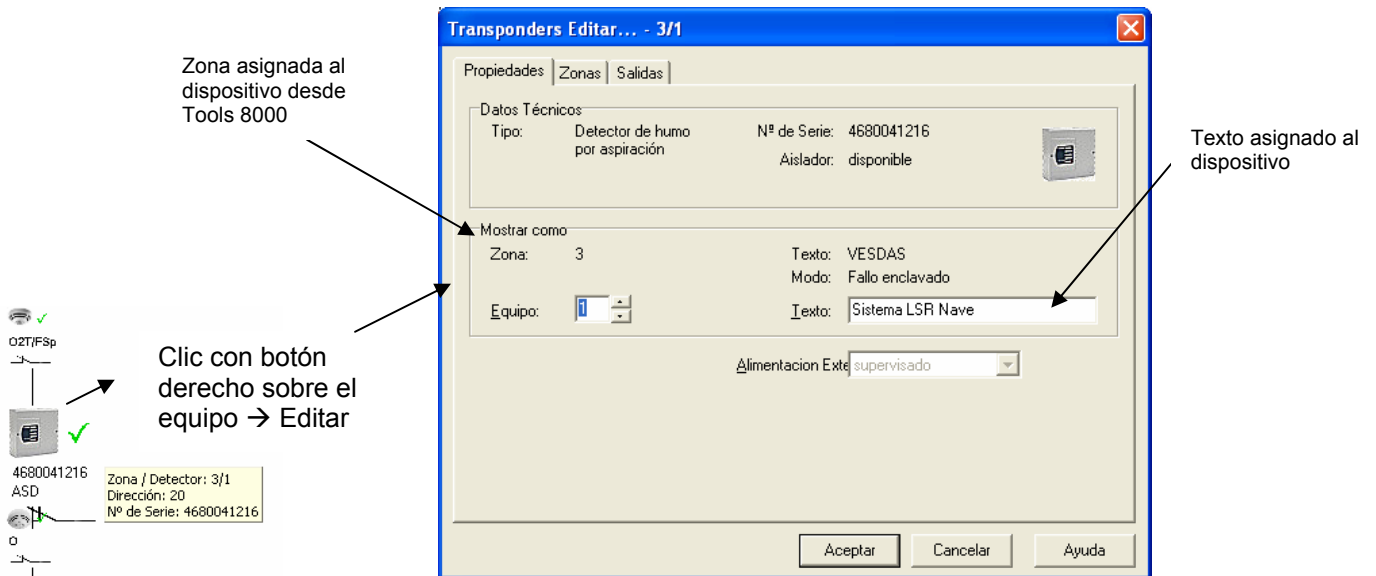 Transponders Editar... - 3/1
Zona asignada al
dispositivo desde
Tools 8000
Propiedades Zonas Salidas
Datos Técnicos
Tipo: Detector de humo
por aspiración
Nª de Serie: 4680041216
Aislador: disponible
Texto asignado al
dispositivo
Mostrar como
Zona: 3
Texto: VESDAS
Modo: Fallo enclavado
Equipo: 1
Texto: Sistema LSR Nave
Alimentacion Exte supervisado
O2T/FSp
Clic con botón
derecho sobre el
equipo → Editar
4680041216
ASD
Zona / Detector: 3/1
Dirección: 20
Nº de Serie: 4680041216
O
Aceptar Cancelar Ayuda